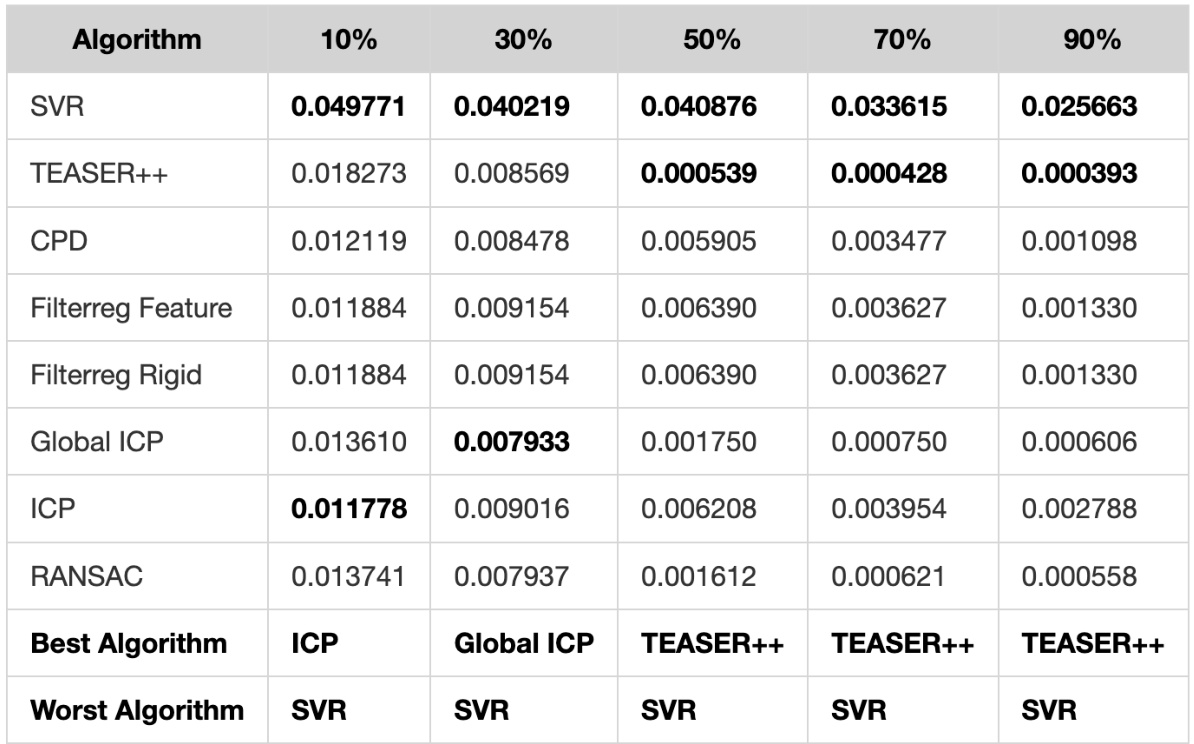 Algorithm 10% 30% 50% 70% 90%
SVR 0.049771 0.040219 0.040876 0.033615 0.025663
TEASER++ 0.018273 0.008569 0.000539 0.000428 0.000393
CPD 0.012119 0.008478 0.005905 0.003477 0.001098
Filterreg Feature 0.011884 0.009154 0.006390 0.003627 0.001330
Filterreg Rigid 0.011884 0.009154 0.006390 0.003627 0.001330
Global ICP 0.013610 0.007933 0.001750 0.000750 0.000606
ICP 0.011778 0.009016 0.006208 0.003954 0.002788
RANSAC 0.013741 0.007937 0.001612 0.000621 0.000558
Best Algorithm ICP Global ICP TEASER++ TEASER++ TEASER++
Worst Algorithm SVR SVR SVR SVR SVR